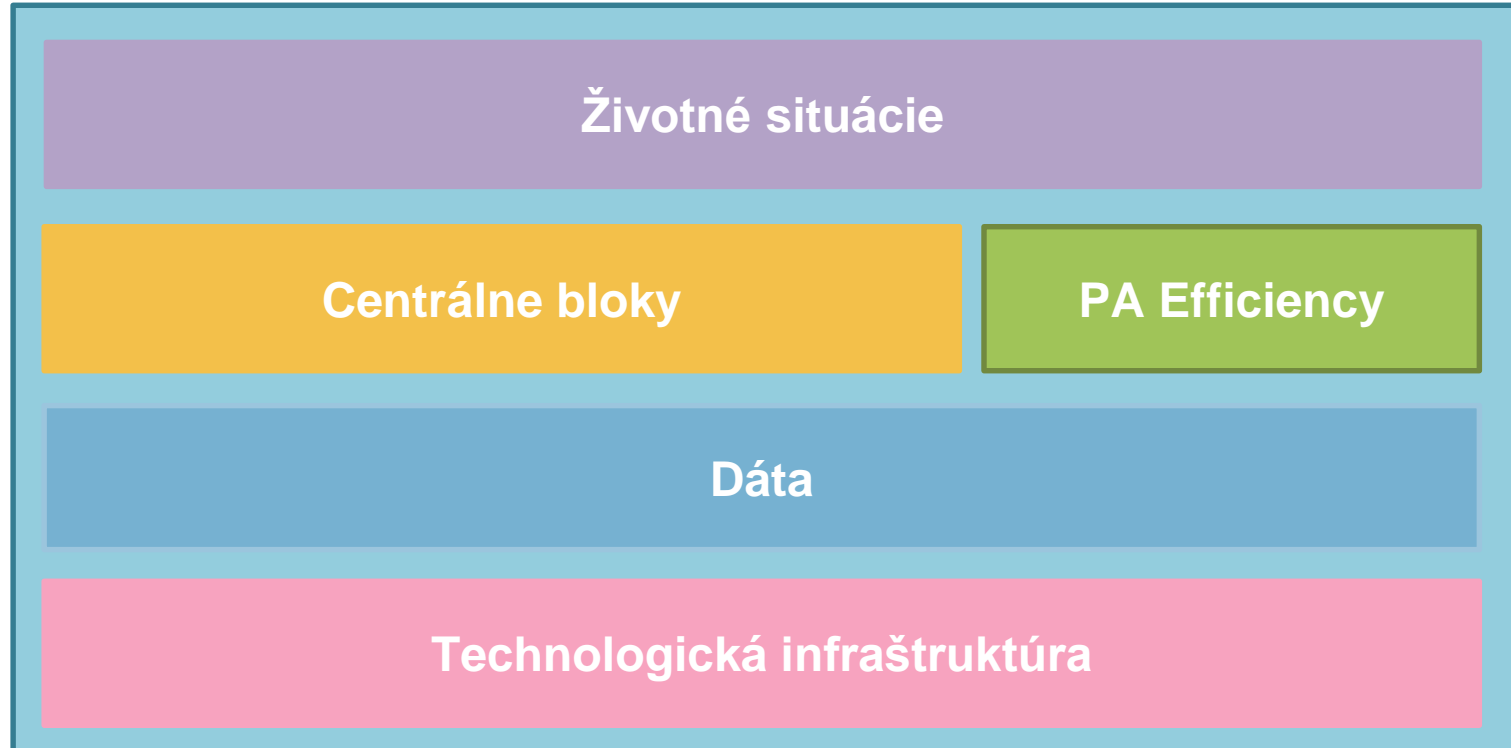 Životné situácie
Centrálne bloky
PA Efficiency
Dáta
Technologická infraštruktúra